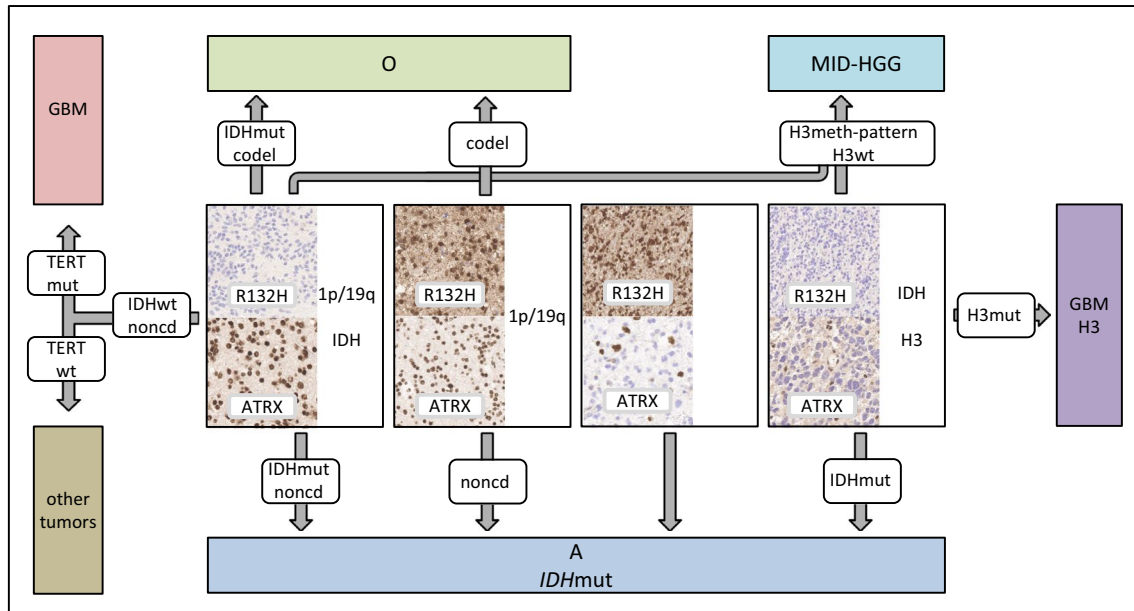 O
MID-HGG
GBM
IDHmut
codel
codel
H3meth-pattern
H3wt
TERT
mut
IDHwt
noncd
TERT
wt
R132H
1p/19q
IDH
ATRX
R132H
1p/19q
ATRX
R132H
ATRX
R132H
IDH
H3
ATRX
H3mut
GBM
H3
other
tumors
IDHmut
noncd
noncd
IDHmut
A
IDHmut